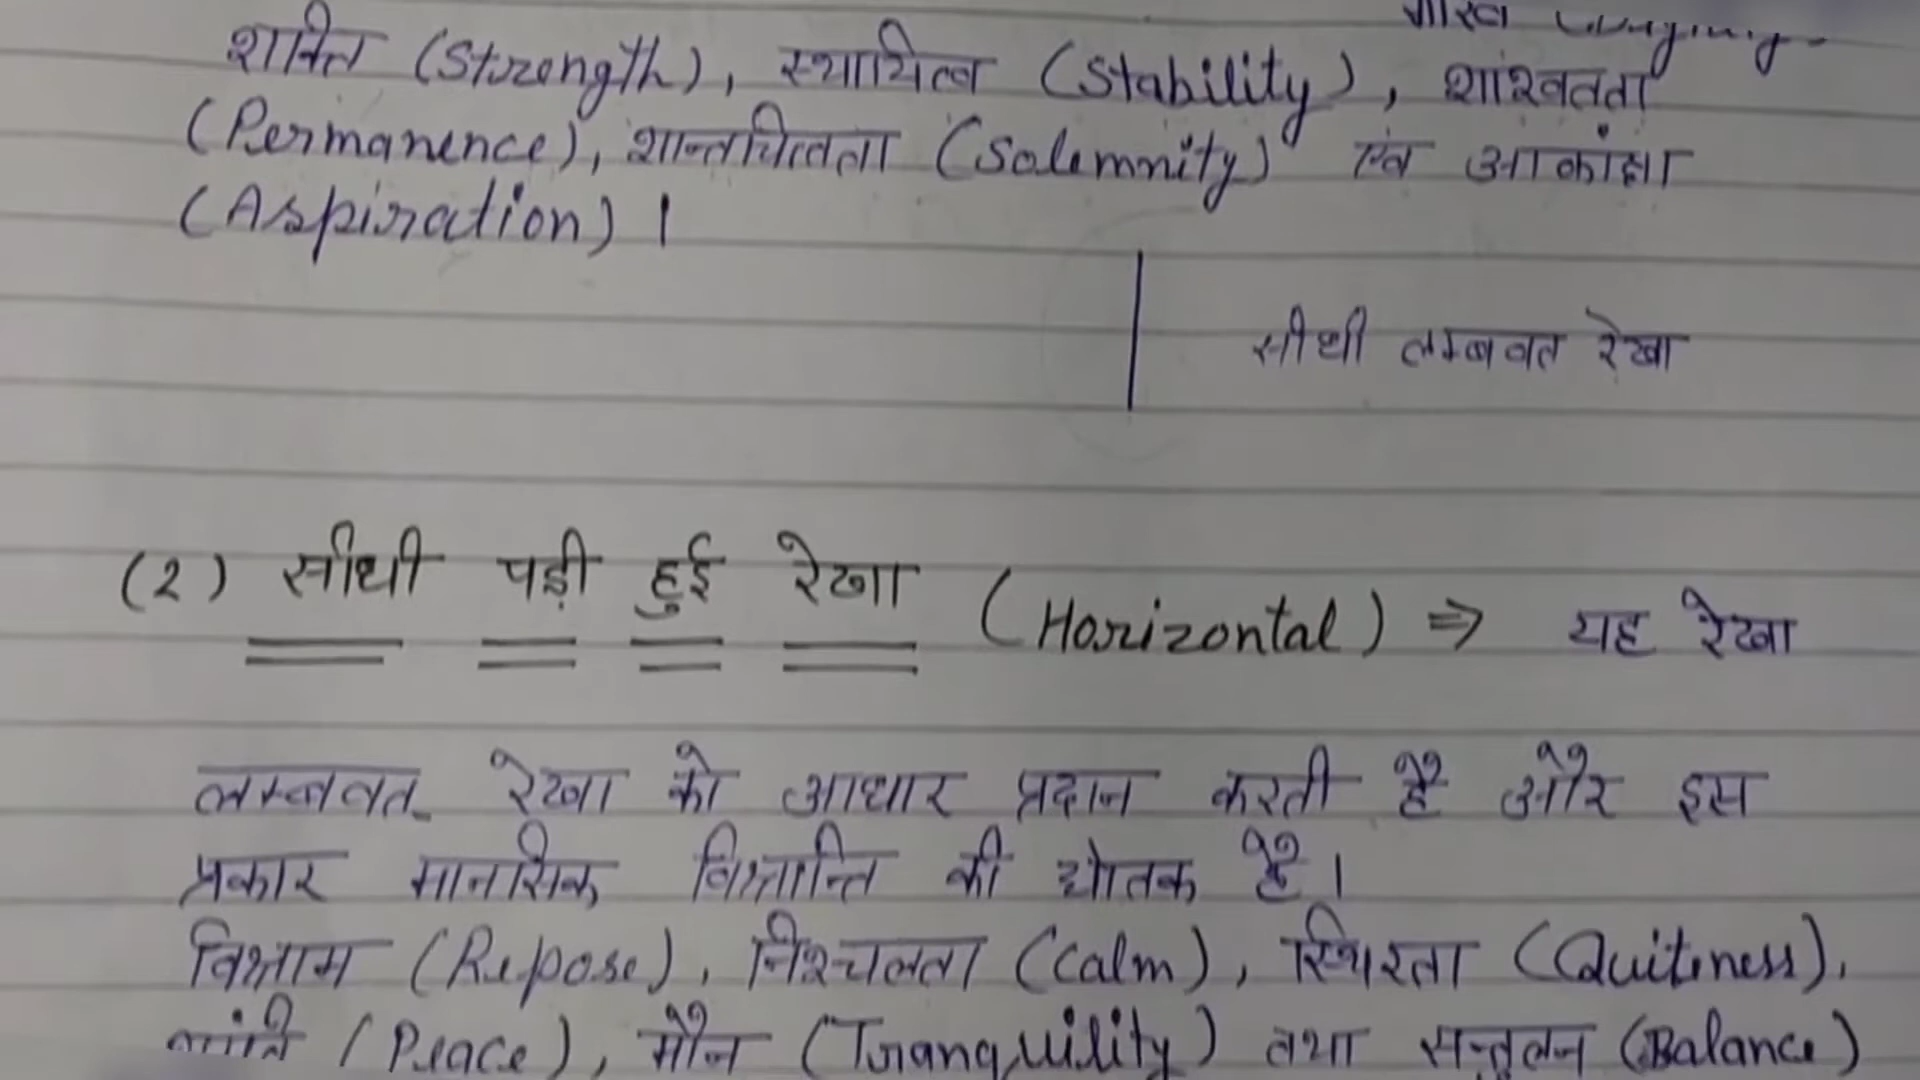 शक्ति (Strength), स्थायित्व (Stability), शाश्वतता
(Permanence), शान्तचित्तता (Solemnity) एवं आकांक्षा
(Aspiration) ।
सीधी लम्बवत रेखा
(2) सीधी पड़ी हुई रेखा (Horizontal) ⇒ यह रेखा
लम्बवत् रेखा को आधार प्रदान करती है और इस
प्रकार मानसिक विश्रान्ति की द्योतक है ।
विश्राम (Repose), निश्चलता (Calm), स्थिरता (Quiteness),
शांति (Peace), मौन (Tranquility) तथा सन्तुलन (Balance)